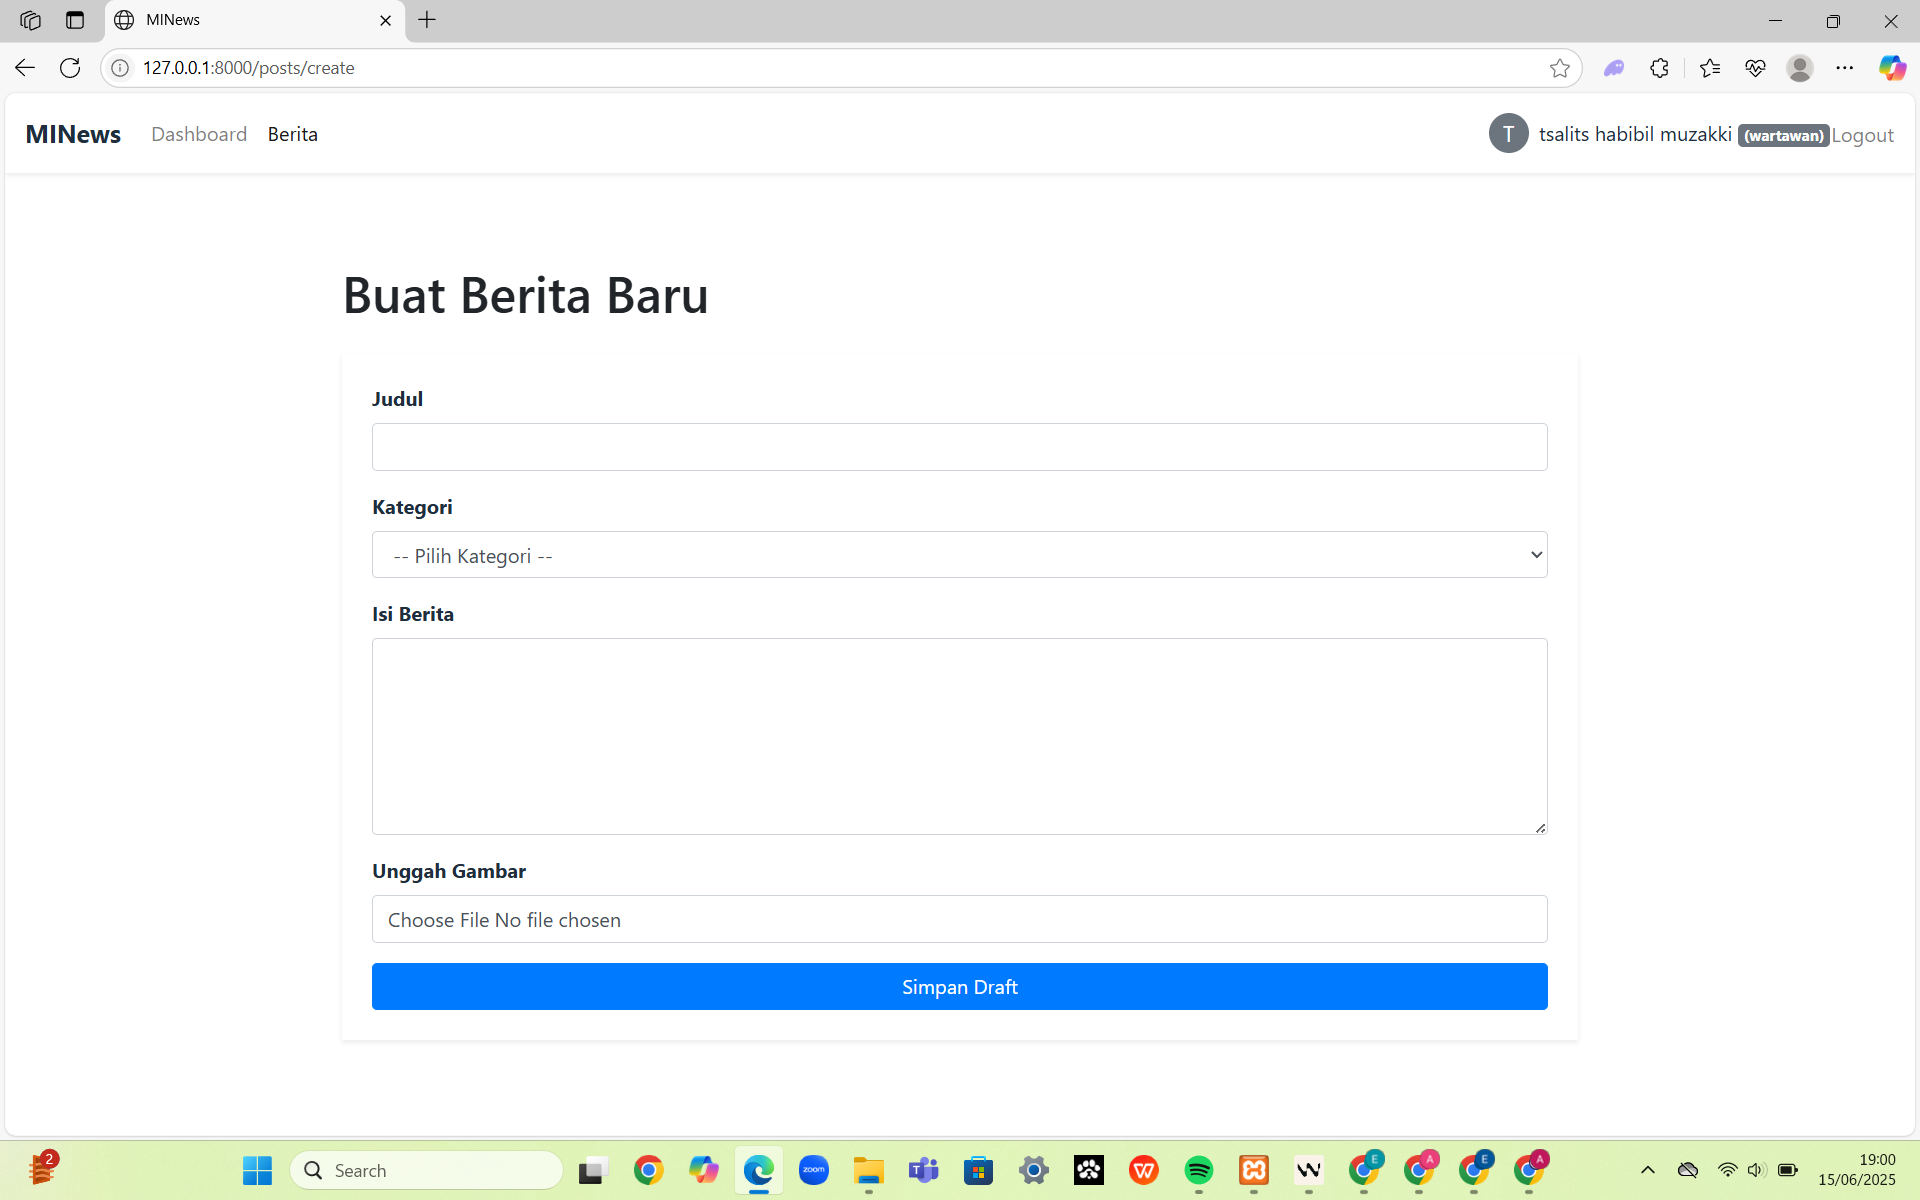 MINews
127.0.0.1:8000/posts/create
MINews Dashboard Berita T tsalits habibil muzakki (wartawan) Logout
Buat Berita Baru
Judul
Kategori
-- Pilih Kategori --
Isi Berita
Unggah Gambar
Choose File No file chosen
Simpan Draft
2 Search zoom T W E A E A 19:00
15/06/2025